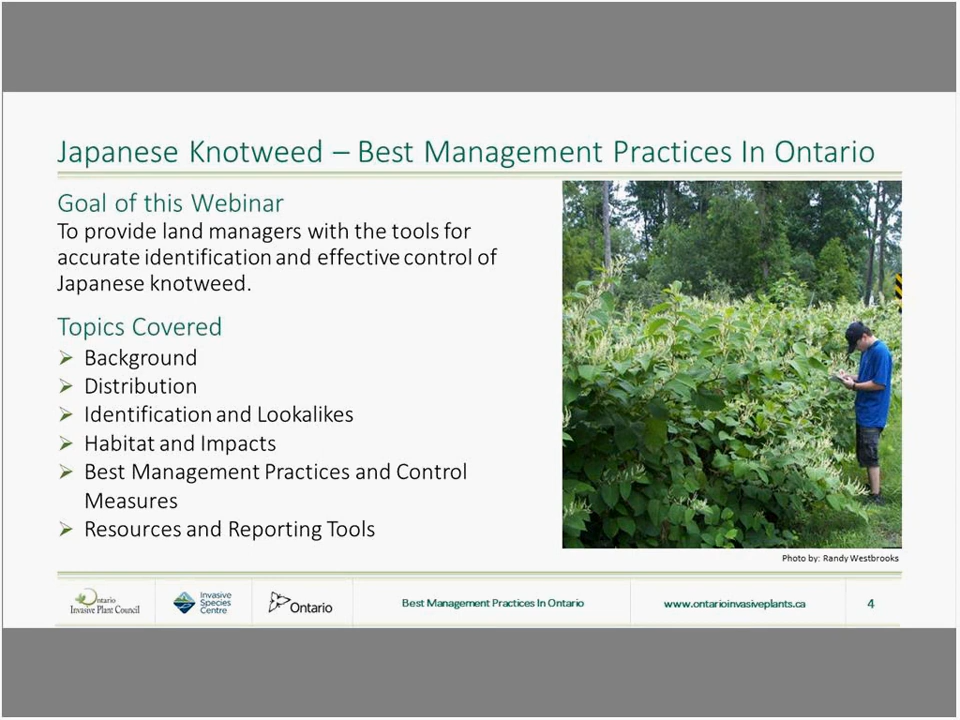 Japanese Knotweed – Best Management Practices In Ontario
Goal of this Webinar
To provide land managers with the tools for
accurate identification and effective control of
Japanese knotweed.
Topics Covered
Background
Distribution
Identification and Lookalikes
Habitat and Impacts
Best Management Practices and Control
Measures
Resources and Reporting Tools
Photo by: Randy Westbrooks
Ontario
Invasive Plant Council
Invasive
Species
Centre
Ontario
Best Management Practices In Ontario
www.ontarioinvasiveplants.ca
4